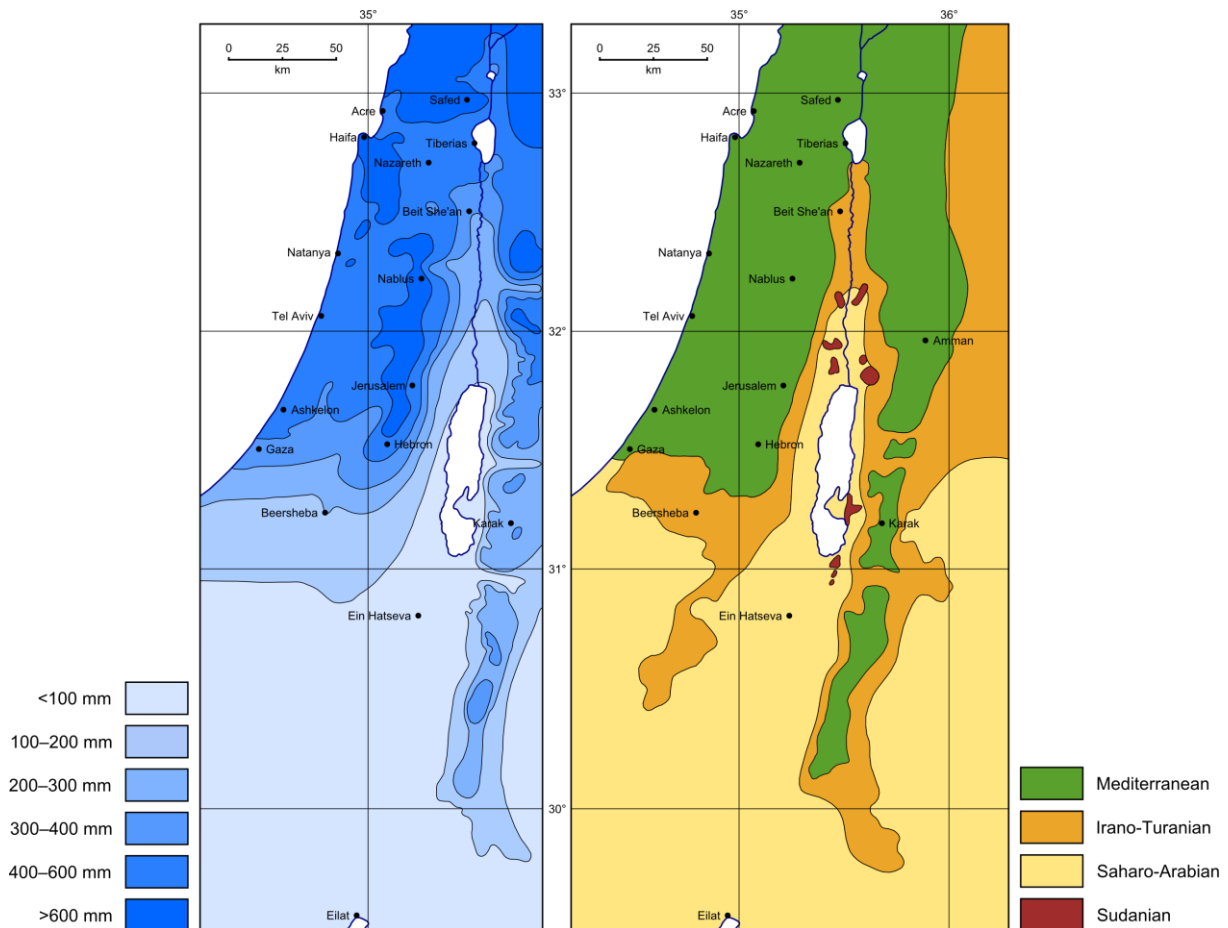 35°
0 25 50
km
33°
Safed
Acre
Haifa
Tiberias
Nazareth
Beit She'an
Natanya
Nablus
Tel Aviv
32°
Jerusalem
Ashkelon
Hebron
Gaza
Beersheba
Karak
31°
Ein Hatseva
30°
Eilat
<100 mm
100–200 mm
200–300 mm
300–400 mm
400–600 mm
>600 mm
35° 36°
0 25 50
km
Safed
Acre
Haifa
Tiberias
Nazareth
Beit She'an
Natanya
Nablus
Tel Aviv
Amman
Jerusalem
Ashkelon
Hebron
Gaza
Beersheba
Karak
Ein Hatseva
Eilat
Mediterranean
Irano-Turanian
Saharo-Arabian
Sudanian